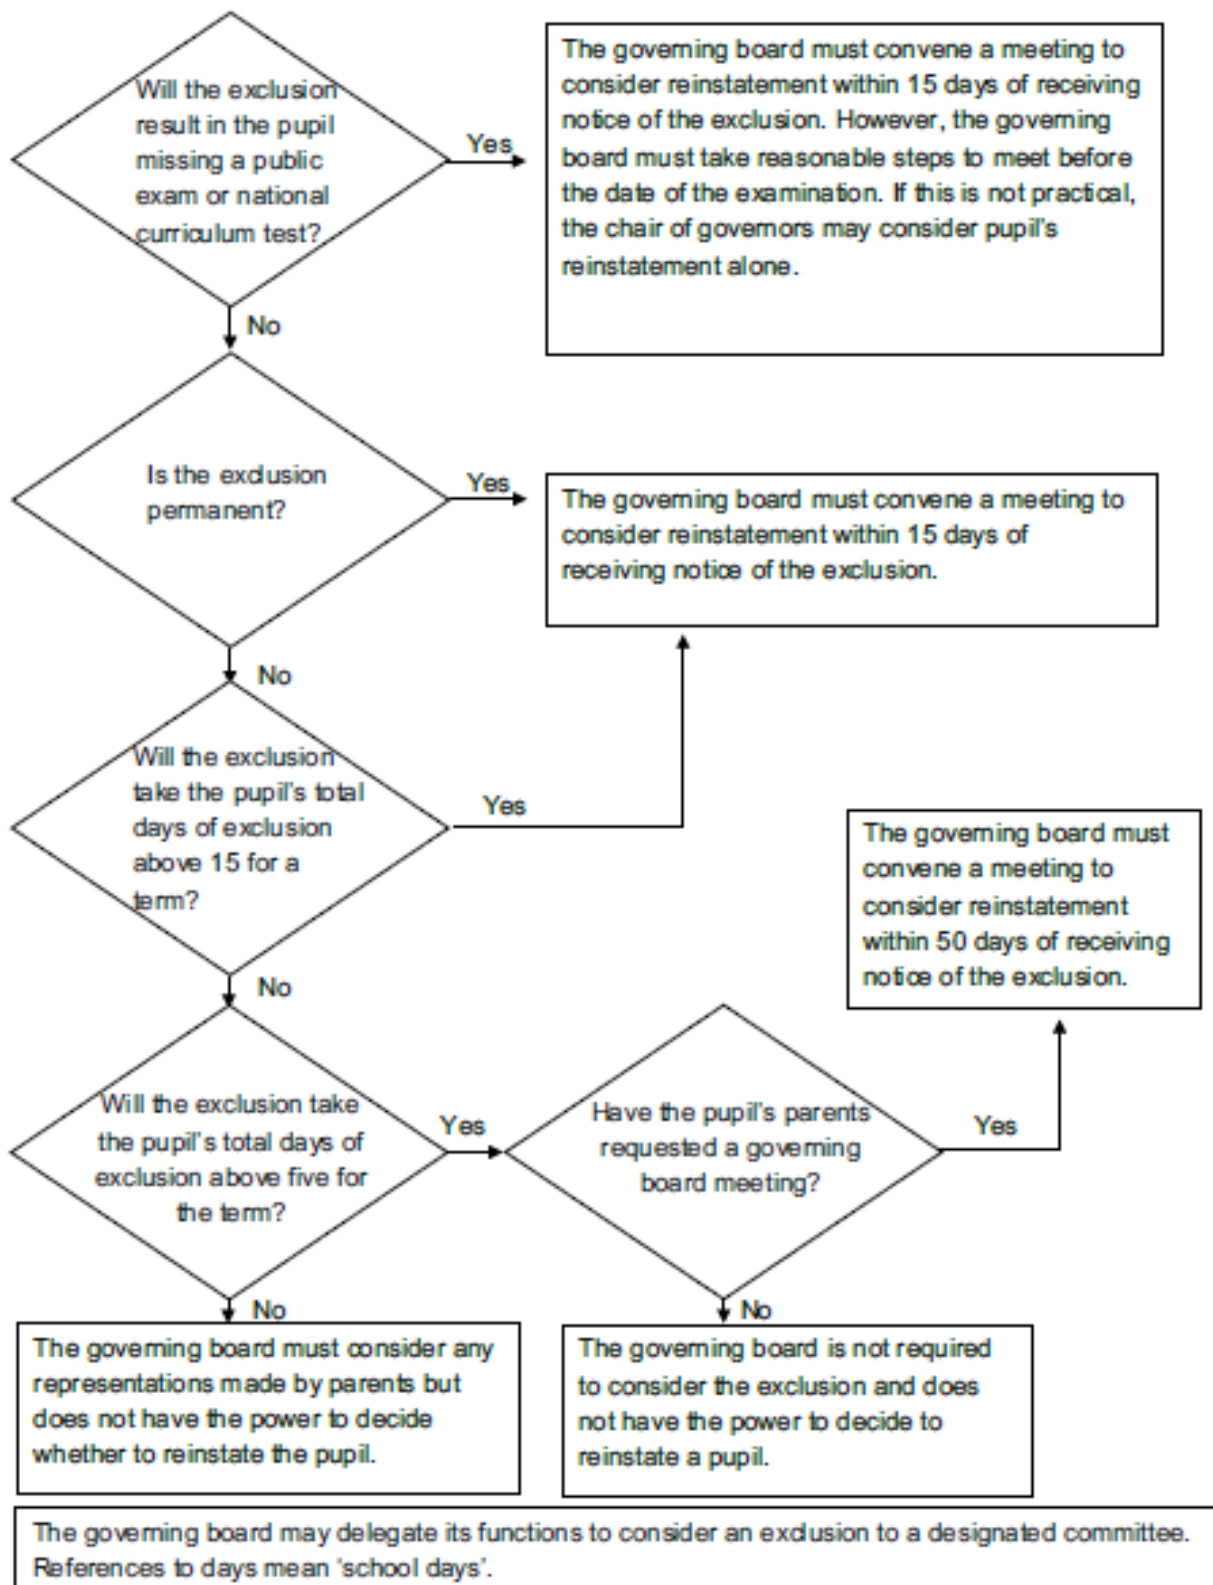 Will the exclusion
result in the pupil
missing a public
exam or national
curriculum test?
Yes
The governing board must convene a meeting to
consider reinstatement within 15 days of receiving
notice of the exclusion. However, the governing
board must take reasonable steps to meet before
the date of the examination. If this is not practical,
the chair of governors may consider pupil's
reinstatement alone.
No
Is the exclusion
permanent?
Yes
The governing board must convene a meeting to
consider reinstatement within 15 days of
receiving notice of the exclusion.
No
Will the exclusion
take the pupil's total
days of exclusion
above 15 for a
term?
Yes
The governing board must
convene a meeting to
consider reinstatement
within 50 days of receiving
notice of the exclusion.
No
Will the exclusion take
the pupil's total days of
exclusion above five for
the term?
Yes
Have the pupil's parents
requested a governing
board meeting?
Yes
No
The governing board must consider any
representations made by parents but
does not have the power to decide
whether to reinstate the pupil.
No
The governing board is not required
to consider the exclusion and does
not have the power to decide to
reinstate a pupil.
The governing board may delegate its functions to consider an exclusion to a designated committee.
References to days mean 'school days'.